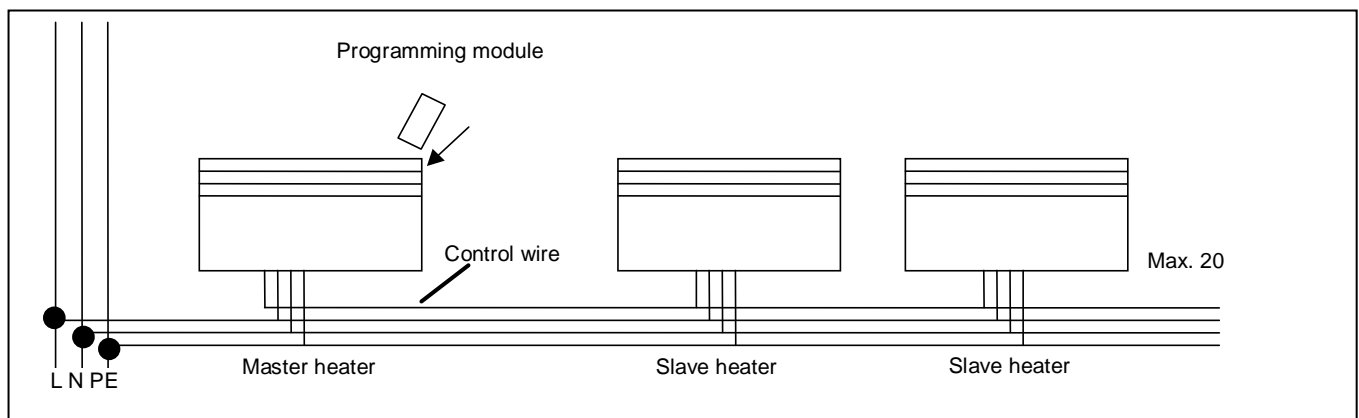 Programming module
Control wire
Max. 20
Master heater
Slave heater
Slave heater
L N PE